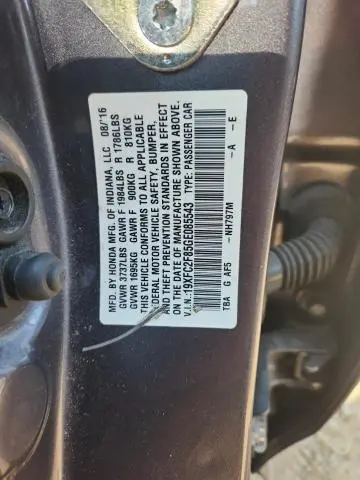 MFD. BY HONDA MFG. OF INDIANA, LLC 08/'16
GVWR 3737LBS GAWR F 1984LBS R 1786LBS
GVWR 1695KG GAWR F 900KG R 810KG
THIS VEHICLE CONFORMS TO ALL APPLICABLE
FEDERAL MOTOR VEHICLE SAFETY, BUMPER,
AND THEFT PREVENTION STANDARDS IN EFFECT
ON THE DATE OF MANUFACTURE SHOWN ABOVE.
V.I.N.:19XFC2F85GE085543 TYPE: PASSENGER CAR
TBA G AF5 -NH797M -A -E